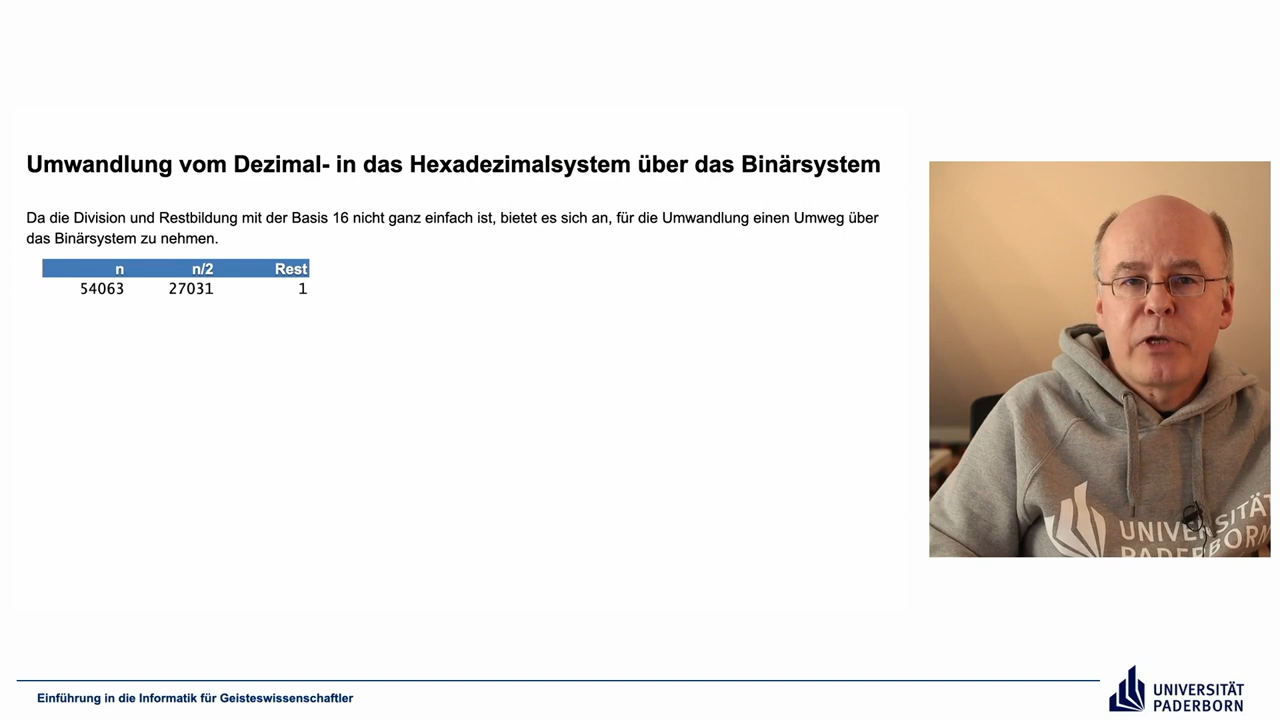 Umwandlung vom Dezimal- in das Hexadezimalsystem über das Binärsystem
Da die Division und Restbildung mit der Basis 16 nicht ganz einfach ist, bietet es sich an, für die Umwandlung einen Umweg über
das Binärsystem zu nehmen.
n n/2 Rest
54063 27031 1
UNIVERSITÄT
PADERBORN
Einführung in die Informatik für Geisteswissenschaftler
UNIVERSITÄT
PADERBORN